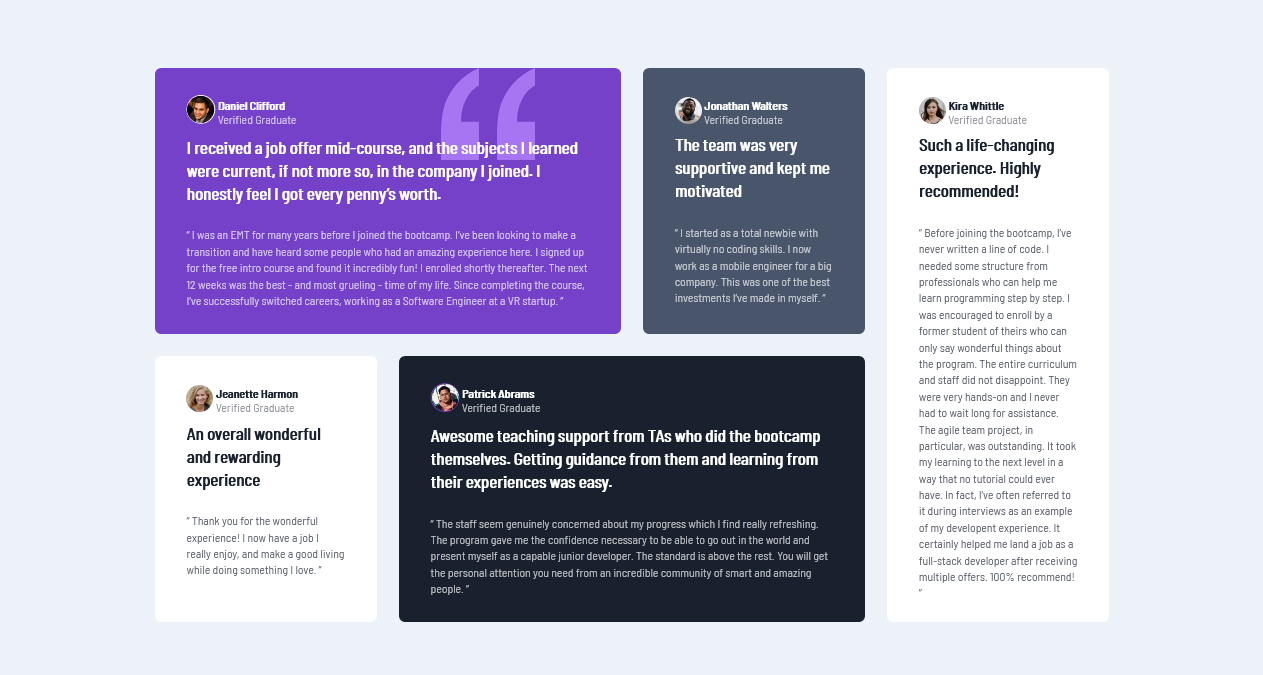 Daniel Clifford
Verified Graduate
I received a job offer mid-course, and the subjects I learned
were current, if not more so, in the company I joined. I
honestly feel I got every penny's worth.
“ I was an EMT for many years before I joined the bootcamp. I've been looking to make a
transition and have heard some people who had an amazing experience here. I signed up
for the free intro course and found it incredibly fun! I enrolled shortly thereafter. The next
12 weeks was the best - and most grueling - time of my life. Since completing the course,
I've successfully switched careers, working as a Software Engineer at a VR startup. ”
Jonathan Walters
Verified Graduate
The team was very
supportive and kept me
motivated
“ I started as a total newbie with
virtually no coding skills. I now
work as a mobile engineer for a big
company. This was one of the best
investments I've made in myself. ”
Kira Whittle
Verified Graduate
Such a life-changing
experience. Highly
recommended!
“ Before joining the bootcamp, I've
never written a line of code. I
needed some structure from
professionals who can help me
learn programming step by step. I
was encouraged to enroll by a
former student of theirs who can
only say wonderful things about
the program. The entire curriculum
and staff did not disappoint. They
were very hands-on and I never
had to wait long for assistance.
The agile team project, in
particular, was outstanding. It took
my learning to the next level in a
way that no tutorial could ever
have. In fact, I've often referred to
it during interviews as an example
of my developent experience. It
certainly helped me land a job as a
full-stack developer after receiving
multiple offers. 100% recommend!
”
Jeanette Harmon
Verified Graduate
An overall wonderful
and rewarding
experience
“ Thank you for the wonderful
experience! I now have a job I
really enjoy, and make a good living
while doing something I love. ”
Patrick Abrams
Verified Graduate
Awesome teaching support from TAs who did the bootcamp
themselves. Getting guidance from them and learning from
their experiences was easy.
“ The staff seem genuinely concerned about my progress which I find really refreshing.
The program gave me the confidence necessary to be able to go out in the world and
present myself as a capable junior developer. The standard is above the rest. You will get
the personal attention you need from an incredible community of smart and amazing
people. ”